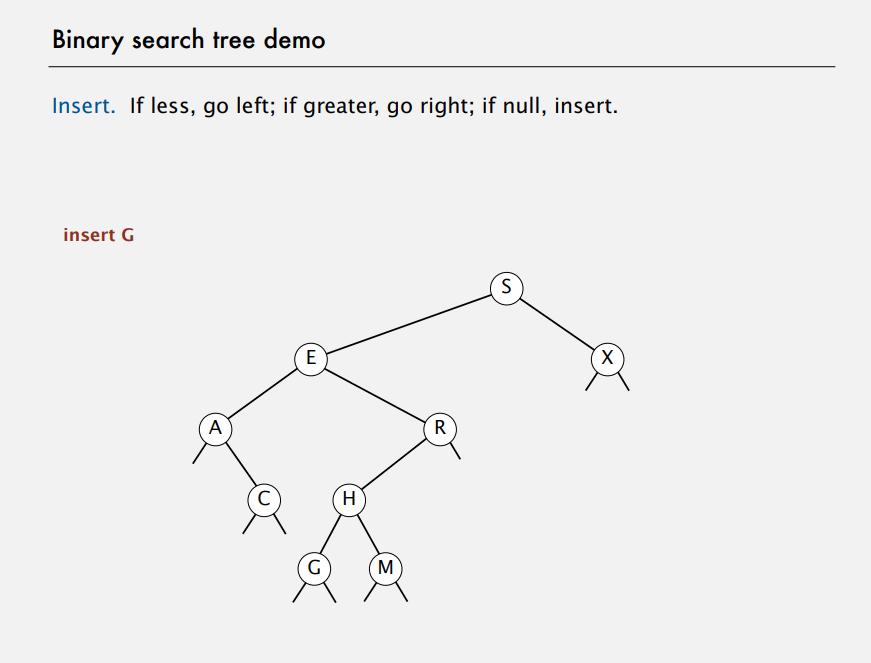 Binary search tree demo
Insert. If less, go left; if greater, go right; if null, insert.
insert G
S
E
X
A
R
C
H
G
M